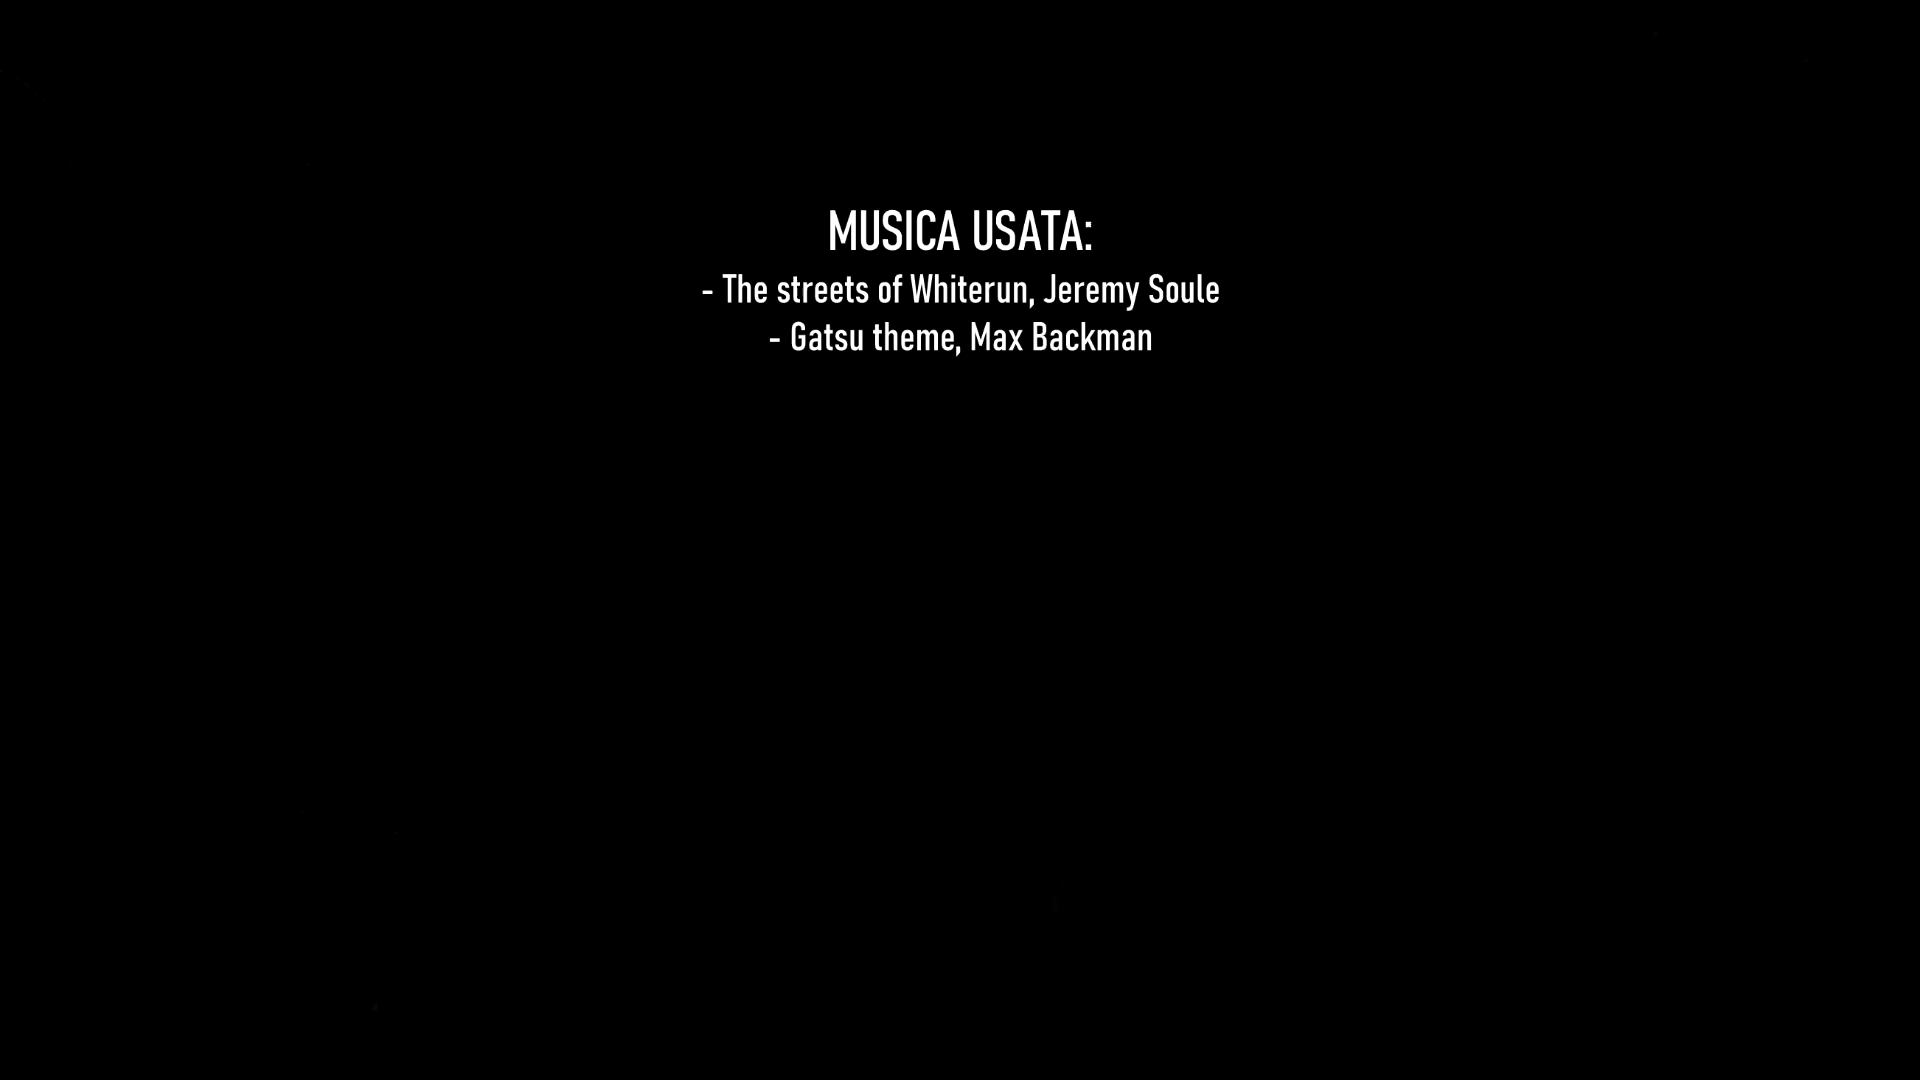 MUSICA USATA:
- The streets of Whiterun, Jeremy Soule
- Gatsu theme, Max Backman